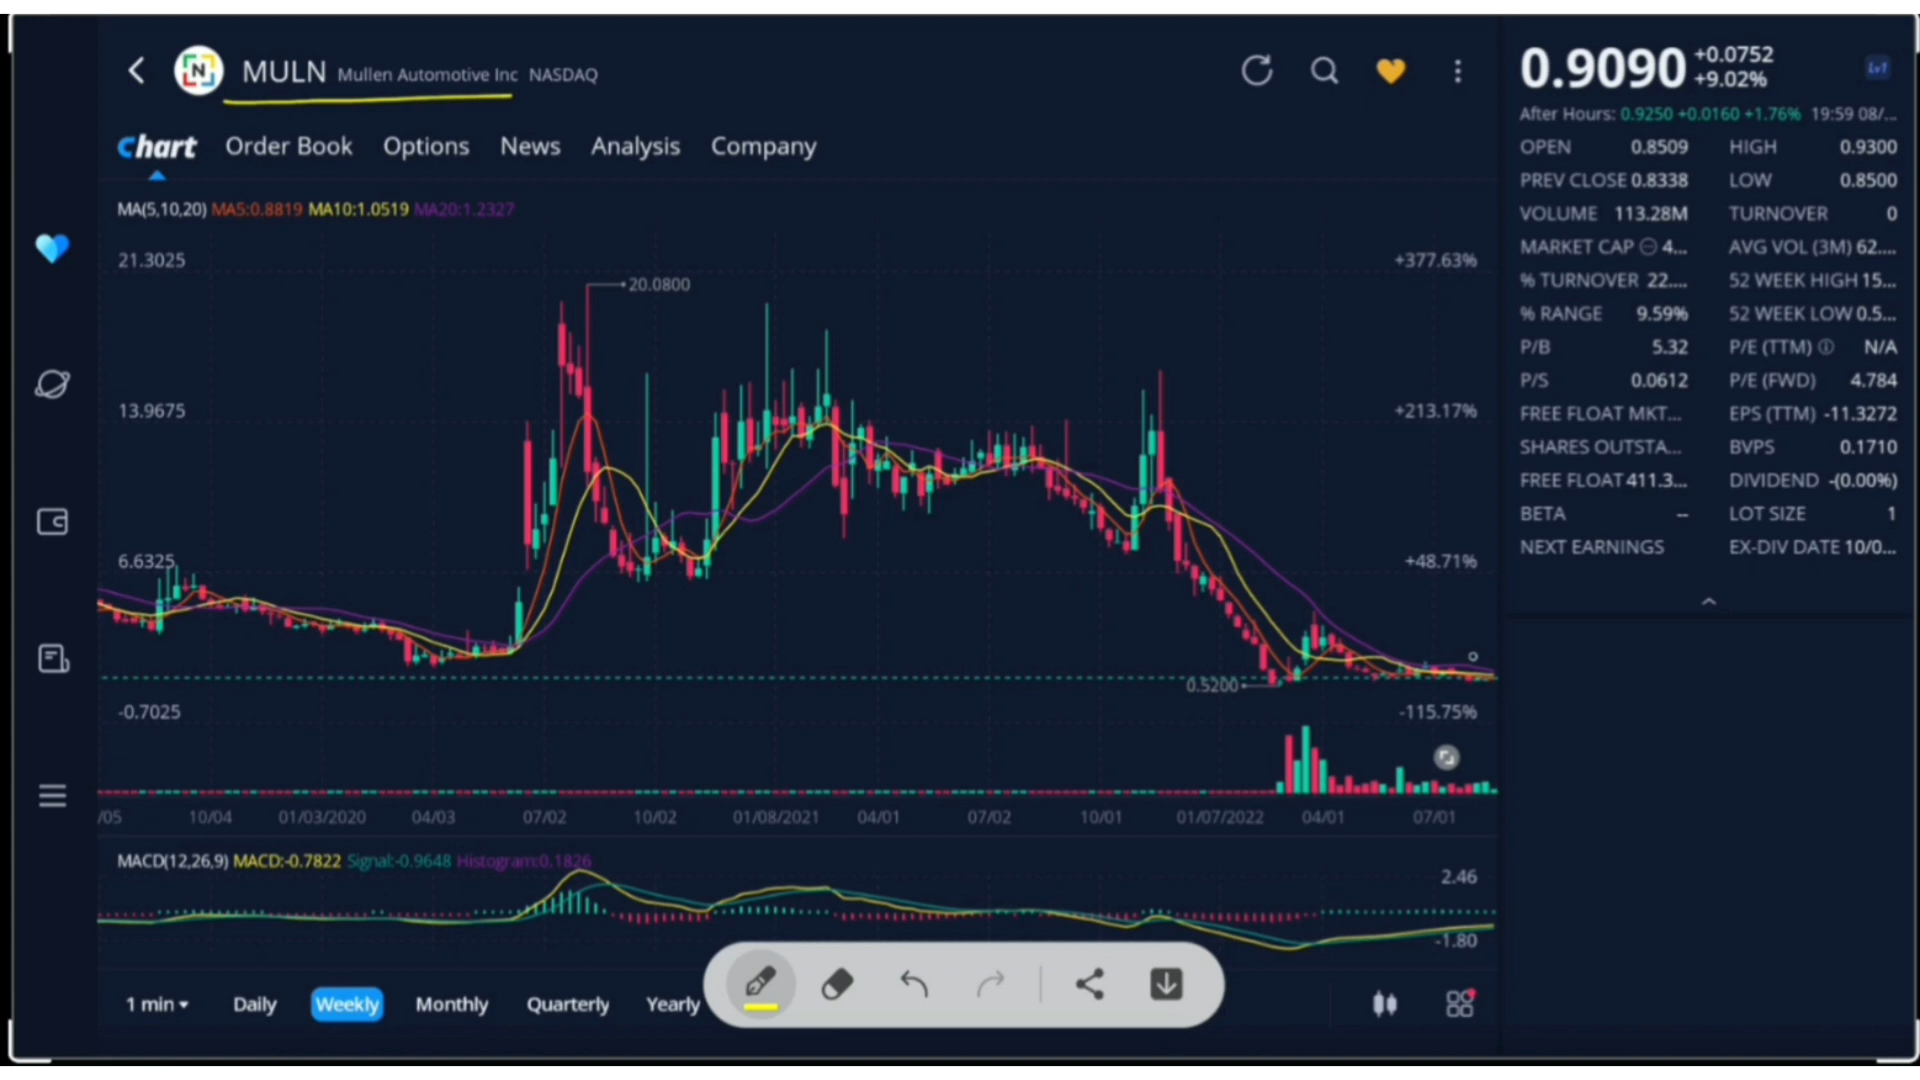 MULN Mullen Automotive Inc NASDAQ
Chart Order Book Options News Analysis Company
MA(5,10,20) MA5:0.8819 MA10:1.0519 MA20:1.2327
21.3025 +377.63%
20.0800
13.9675 +213.17%
6.6325 +48.71%
0.5200
-0.7025 -115.75%
/05 10/04 01/03/2020 04/03 07/02 10/02 01/08/2021 04/01 07/02 10/01 01/07/2022 04/01 07/01
MACD(12,26,9) MACD:-0.7822 Signal:-0.9648 Histogram:0.1826
2.46
-1.80
1 min Daily Weekly Monthly Quarterly Yearly
0.9090 +0.0752
+9.02%
Lv1
After Hours: 0.9250 +0.0160 +1.76% 19:59 08/...
OPEN 0.8509 HIGH 0.9300
PREV CLOSE 0.8338 LOW 0.8500
VOLUME 113.28M TURNOVER 0
MARKET CAP 4... AVG VOL (3M) 62....
% TURNOVER 22.... 52 WEEK HIGH 15...
% RANGE 9.59% 52 WEEK LOW 0.5...
P/B 5.32 P/E (TTM) N/A
P/S 0.0612 P/E (FWD) 4.784
FREE FLOAT MKT... EPS (TTM) -11.3272
SHARES OUTSTA... BVPS 0.1710
FREE FLOAT 411.3... DIVIDEND -(0.00%)
BETA -- LOT SIZE 1
NEXT EARNINGS EX-DIV DATE 10/0...